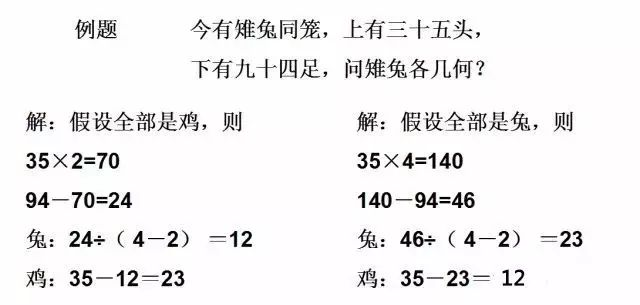 例题 今有雉兔同笼，上有三十五头，
下有九十四足，问雉兔各几何？
解：假设全部是鸡，则
35×2=70
94－70=24
兔：24÷（4－2）＝12
鸡：35－12＝23
解：假设全部是兔，则
35×4=140
140－94=46
兔：46÷（4－2）＝23
鸡：35－23＝ 12